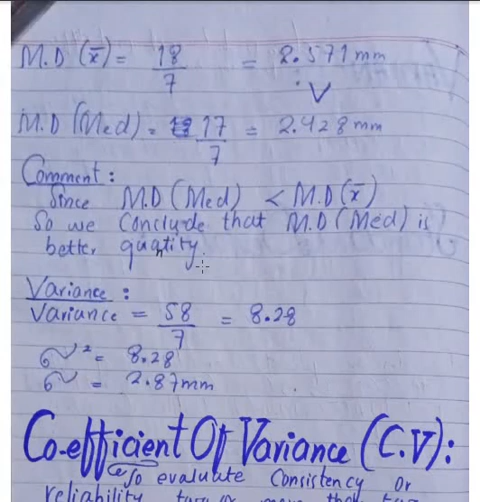 M.D (x̄) = 18/7 = 2.571 mm
M.D (Med) = 17/7 = 2.428 mm
Comment:
Since M.D (Med) < M.D (x̄)
So we Conclude that M.D (Med) is
better quantity.
Variance:
Variance = 58/7 = 8.28
σ² = 8.28
σ = 2.87mm
Co-efficient Of Variance (C.V):
evaluate Consistency or
reliability